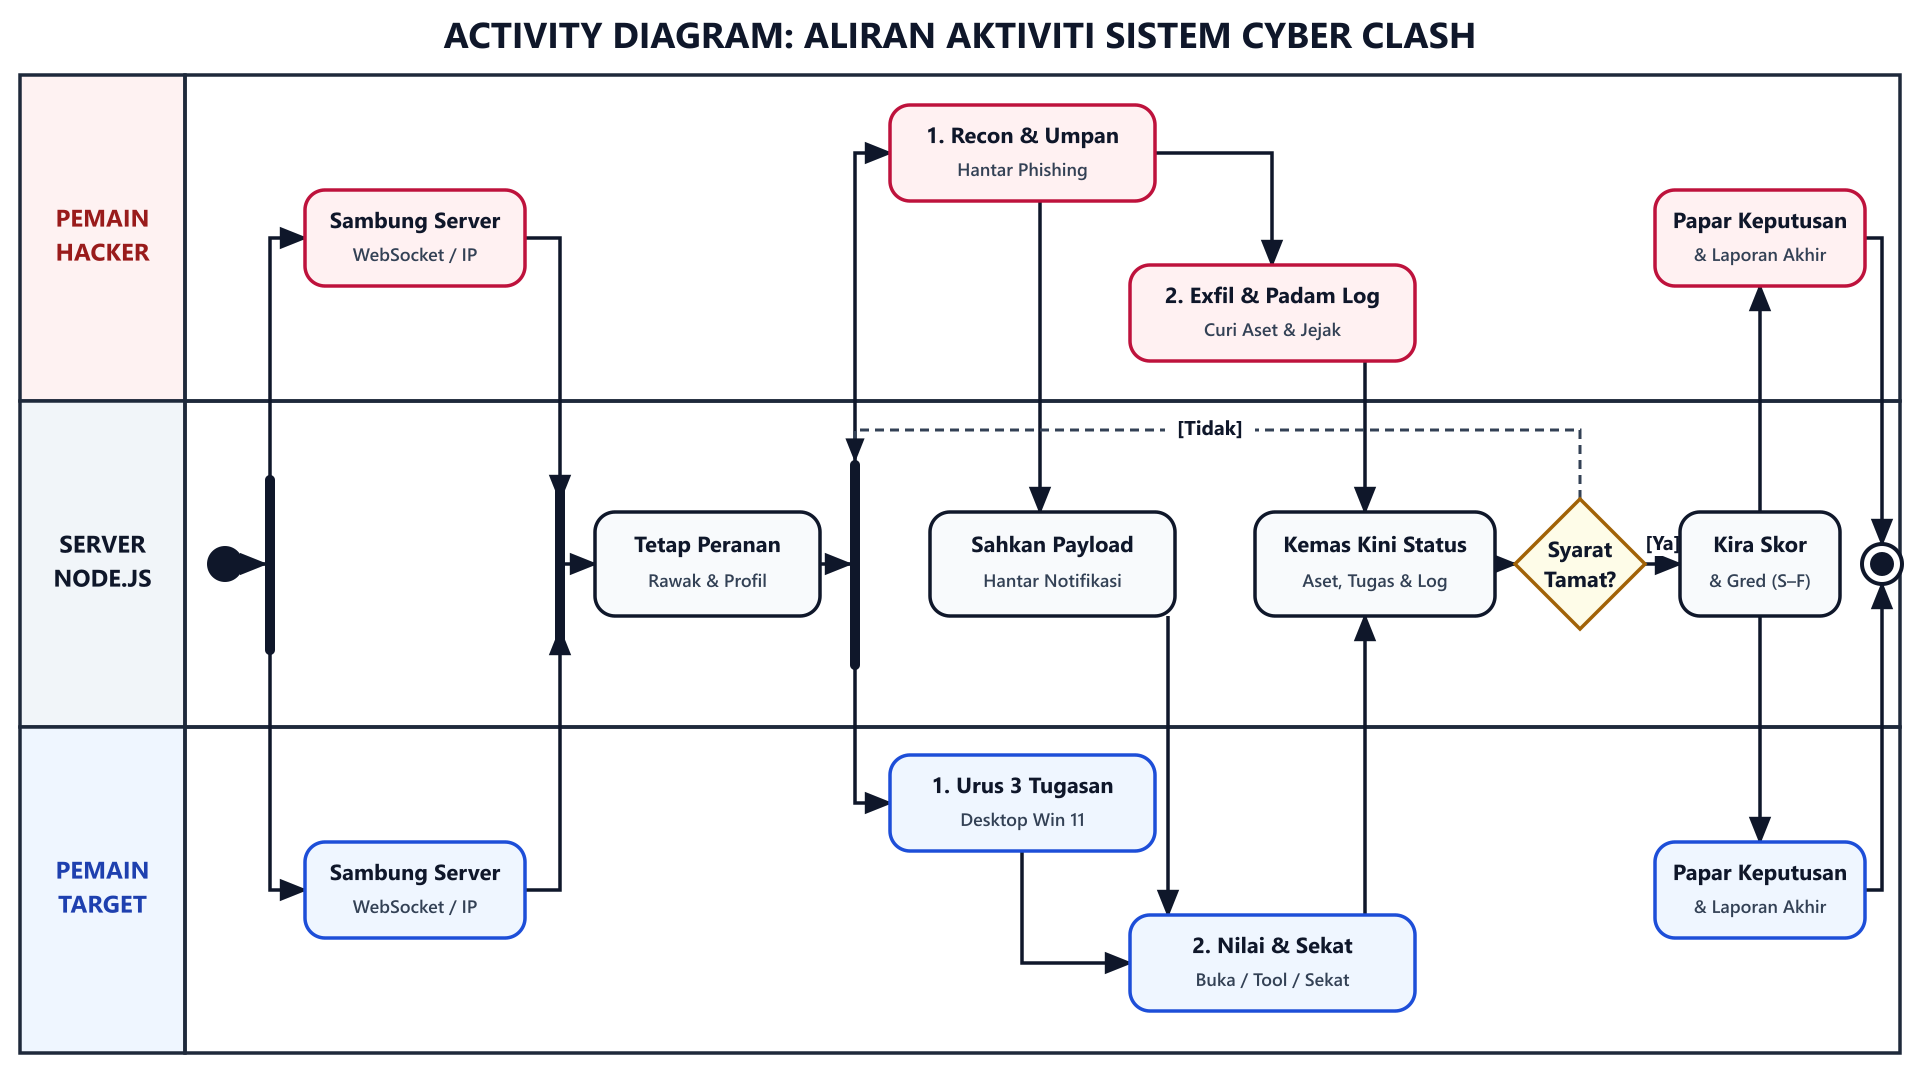 ACTIVITY DIAGRAM: ALIRAN AKTIVITI SISTEM CYBER CLASH
PEMAIN
HACKER
Sambung Server
WebSocket / IP
1. Recon & Umpan
Hantar Phishing
2. Exfil & Padam Log
Curi Aset & Jejak
Papar Keputusan
& Laporan Akhir
SERVER
NODE.JS
[Tidak]
Tetap Peranan
Rawak & Profil
Sahkan Payload
Hantar Notifikasi
Kemas Kini Status
Aset, Tugas & Log
Syarat
Tamat?
[Ya]
Kira Skor
& Gred (S–F)
PEMAIN
TARGET
Sambung Server
WebSocket / IP
1. Urus 3 Tugasan
Desktop Win 11
2. Nilai & Sekat
Buka / Tool / Sekat
Papar Keputusan
& Laporan Akhir